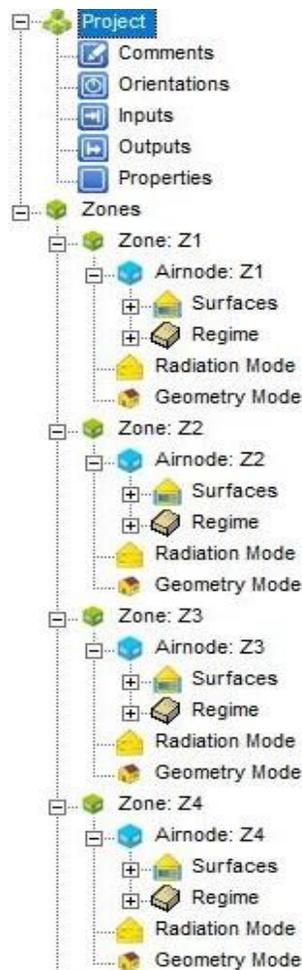 Project
Comments
Orientations
Inputs
Outputs
Properties
Zones
Zone: Z1
Airnode: Z1
Surfaces
Regime
Radiation Mode
Geometry Mode
Zone: Z2
Airnode: Z2
Surfaces
Regime
Radiation Mode
Geometry Mode
Zone: Z3
Airnode: Z3
Surfaces
Regime
Radiation Mode
Geometry Mode
Zone: Z4
Airnode: Z4
Surfaces
Regime
Radiation Mode
Geometry Mode